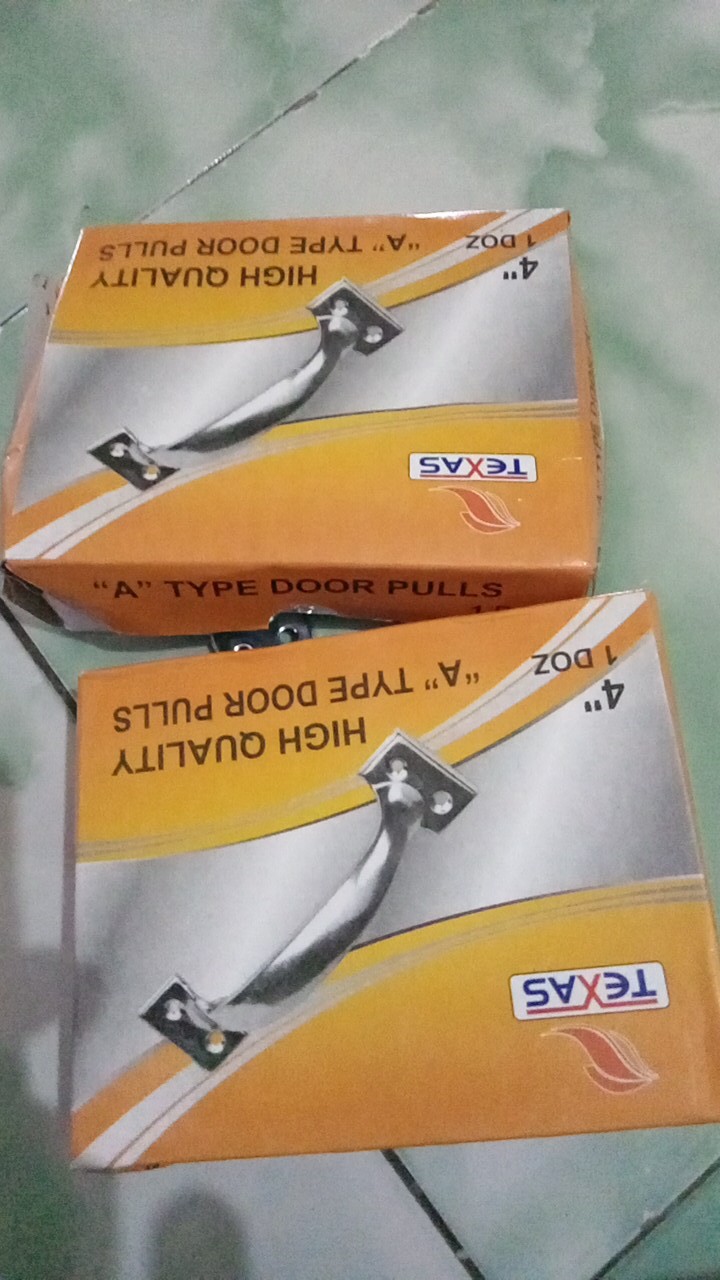 TEXAS
4"
1 DOZ
HIGH QUALITY
"A" TYPE DOOR PULLS
"A" TYPE DOOR PULLS
TEXAS
4"
1 DOZ
HIGH QUALITY
"A" TYPE DOOR PULLS